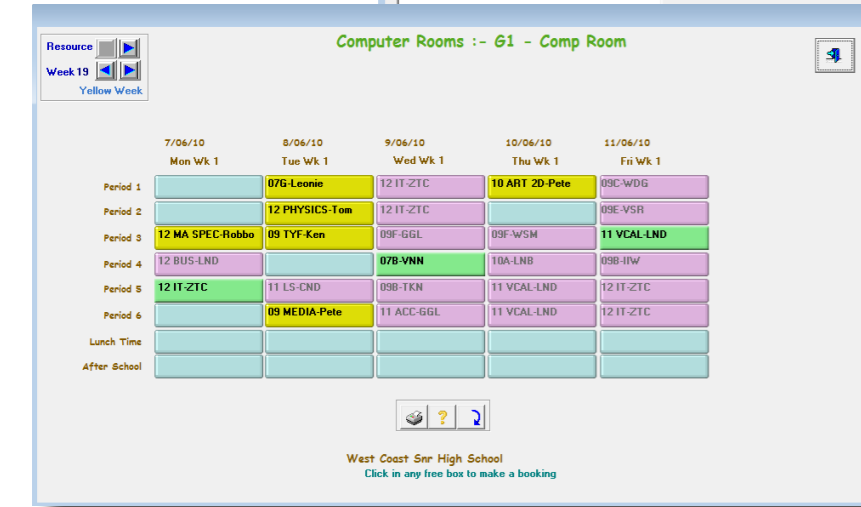 Computer Rooms :- G1 - Comp Room
Resource
Week 19
Yellow Week
7/06/10 8/06/10 9/06/10 10/06/10 11/06/10
Mon Wk 1 Tue Wk 1 Wed Wk 1 Thu Wk 1 Fri Wk 1
Period 1 07G-Leonie 12 IT-ZTC 10 ART 2D-Pete 09C-WDG
Period 2 12 PHYSICS-Tom 12 IT-ZTC 09E-VSR
Period 3 12 MA SPEC-Robbo 09 TYF-Ken 09F-GGL 09F-WSM 11 VCAL-LND
Period 4 12 BUS-LND 07B-VNN 10A-LNB 09B-IIW
Period 5 12 IT-ZTC 11 LS-CND 09B-TKN 11 VCAL-LND 12 IT-ZTC
Period 6 09 MEDIA-Pete 11 ACC-GGL 11 VCAL-LND 12 IT-ZTC
Lunch Time
After School
?
West Coast Snr High School
Click in any free box to make a booking